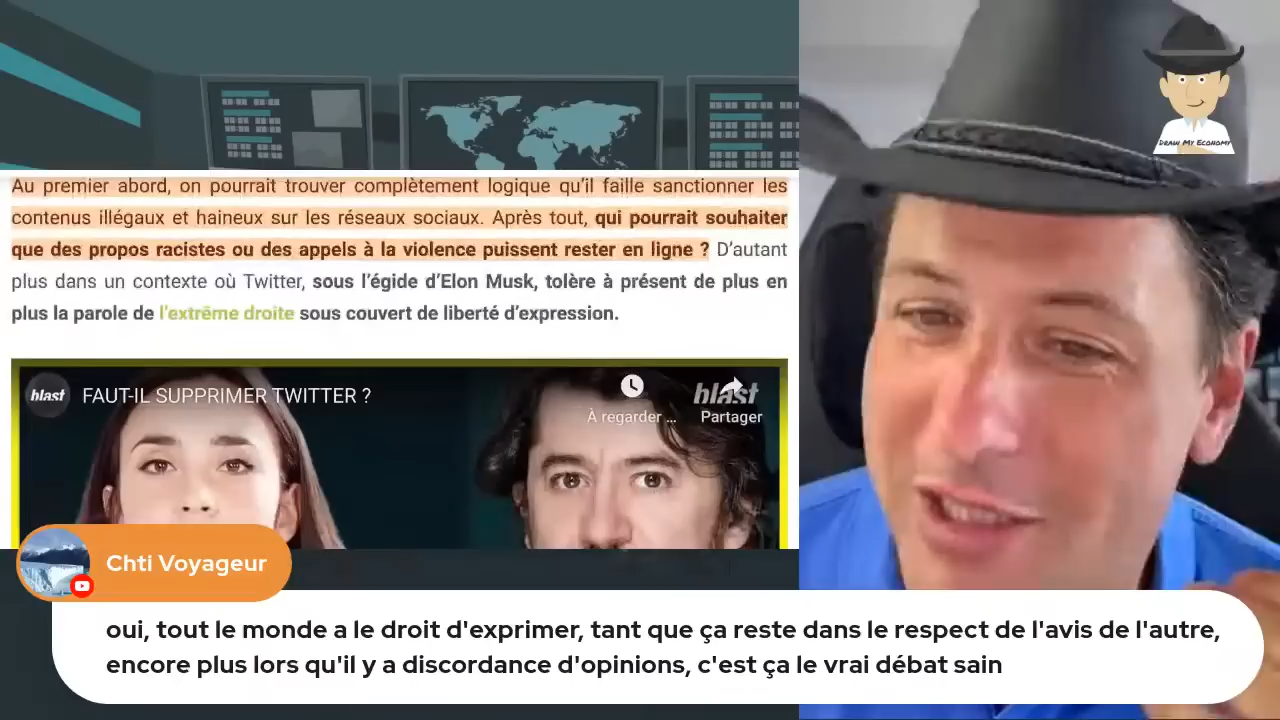 Au premier abord, on pourrait trouver complètement logique qu'il faille sanctionner les
contenus illégaux et haineux sur les réseaux sociaux. Après tout, qui pourrait souhaiter
que des propos racistes ou des appels à la violence puissent rester en ligne ? D'autant
plus dans un contexte où Twitter, sous l'égide d'Elon Musk, tolère à présent de plus en
plus la parole de l'extrême droite sous couvert de liberté d'expression.
blast
FAUT-IL SUPPRIMER TWITTER ?
À regarder ...
blast
Partager
DRAW MY ECONOMY
Chti Voyageur
oui, tout le monde a le droit d'exprimer, tant que ça reste dans le respect de l'avis de l'autre,
encore plus lors qu'il y a discordance d'opinions, c'est ça le vrai débat sain